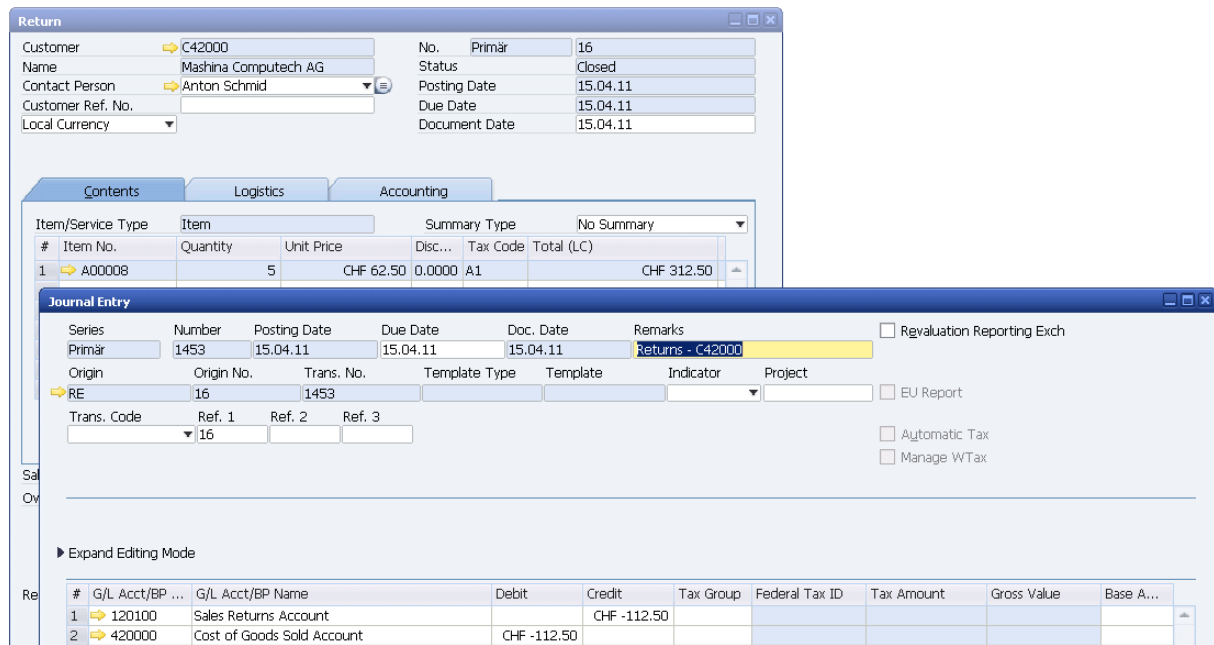 Return
Customer C42000 No. Primär 16
Name Mashina Computech AG Status Closed
Contact Person Anton Schmid Posting Date 15.04.11
Customer Ref. No. Due Date 15.04.11
Local Currency Document Date 15.04.11
Contents Logistics Accounting
Item/Service Type Item Summary Type No Summary
# Item No. Quantity Unit Price Disc... Tax Code Total (LC)
1 A00008 5 CHF 62.50 0.0000 A1 CHF 312.50
Journal Entry
Series Number Posting Date Due Date Doc. Date Remarks Revaluation Reporting Exch
Primär 1453 15.04.11 15.04.11 15.04.11 Returns - C42000
Origin Origin No. Trans. No. Template Type Template Indicator Project
RE 16 1453 EU Report
Trans. Code Ref. 1 Ref. 2 Ref. 3
16 Automatic Tax
Manage WTax
Sal
Ov
Expand Editing Mode
Re # G/L Acct/BP ... G/L Acct/BP Name Debit Credit Tax Group Federal Tax ID Tax Amount Gross Value Base A...
1 120100 Sales Returns Account CHF -112.50
2 420000 Cost of Goods Sold Account CHF -112.50